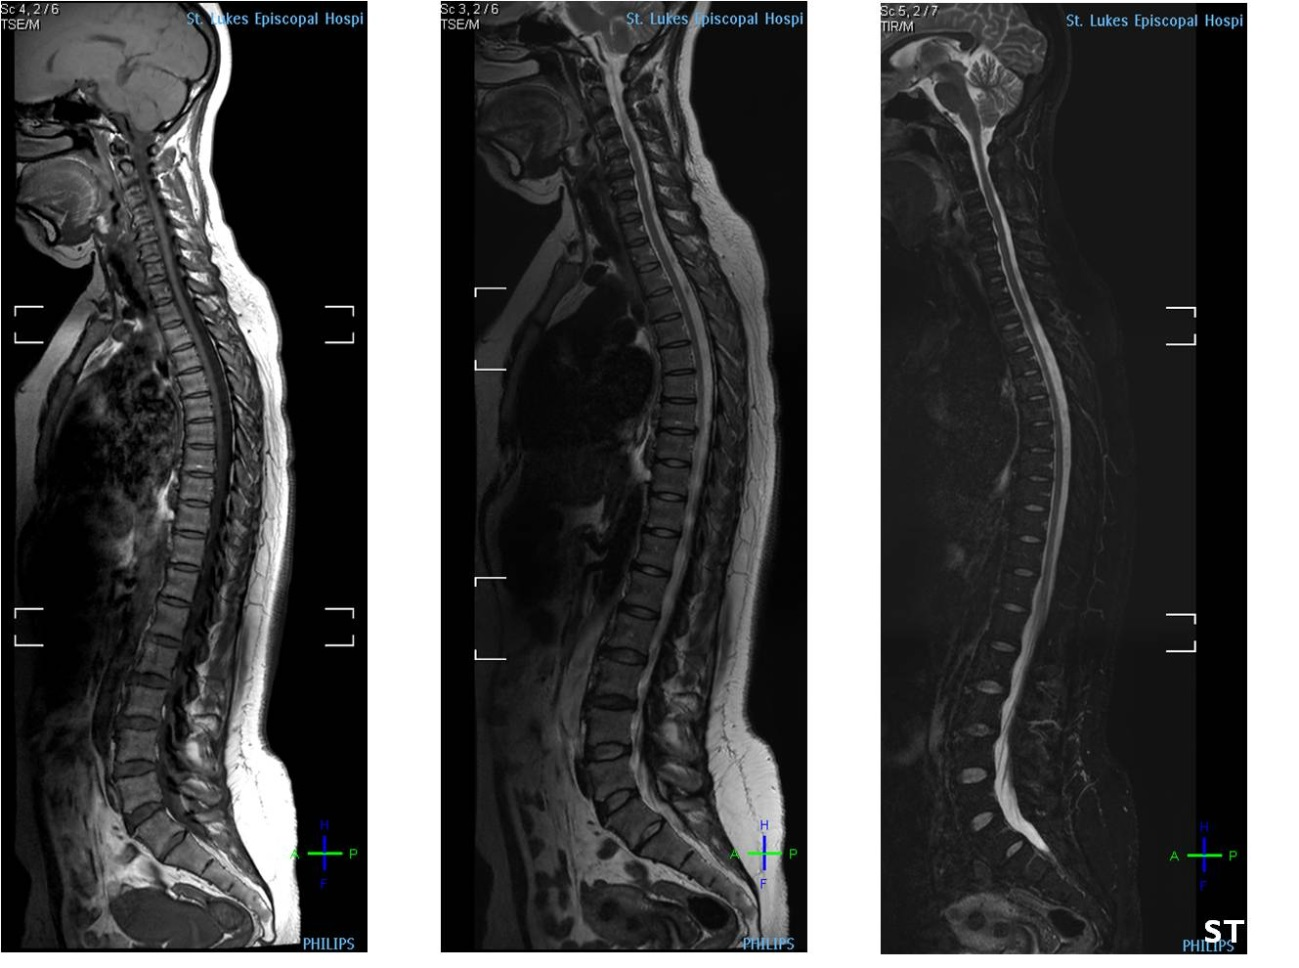 Sc 4, 2 / 6
TSE/M
St. Lukes Episcopal Hospi
H
A
P
F
PHILIPS
Sc 3, 2 / 6
TSE/M
St. Lukes Episcopal Hospi
H
A
P
F
PHILIPS
Sc 5, 2 / 7
TIR/M
St. Lukes Episcopal Hospi
H
A
P
F
PHILIPS
ST